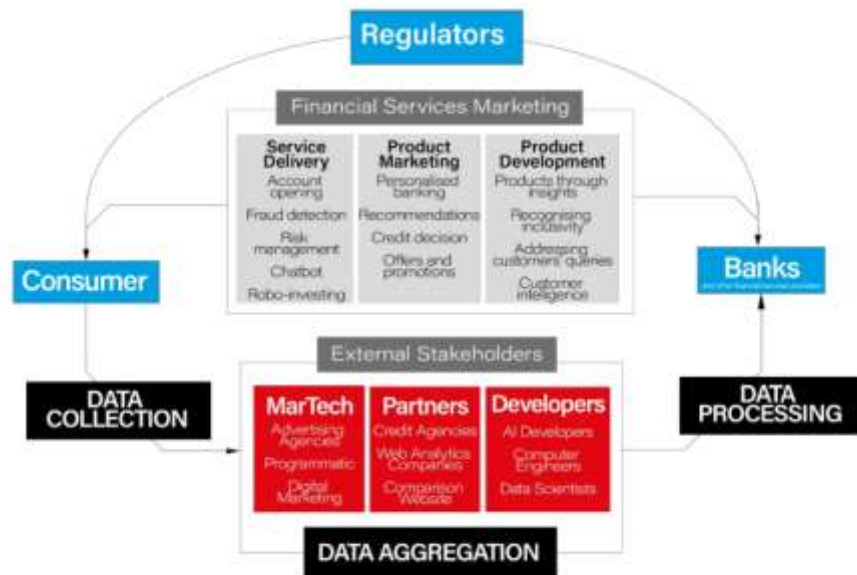 Regulators
Financial Services Marketing
Service
Delivery
Account
opening
Fraud detection
Risk
management
Chatbot
Robo-investing
Product
Marketing
Personalised
banking
Recommendations
Credit decision
Offers and
promotions
Product
Development
Products through
insights
Recognising
inclusivity
Addressing
customers' queries
Customer
intelligence
Consumer
Banks
External Stakeholders
DATA
COLLECTION
MarTech
Advertising
Agencies
Programmatic
Digital
Marketing
Partners
Credit Agencies
Web Analytics
Companies
Comparison
Website
Developers
AI Developers
Computer
Engineers
Data Scientists
DATA
PROCESSING
DATA AGGREGATION